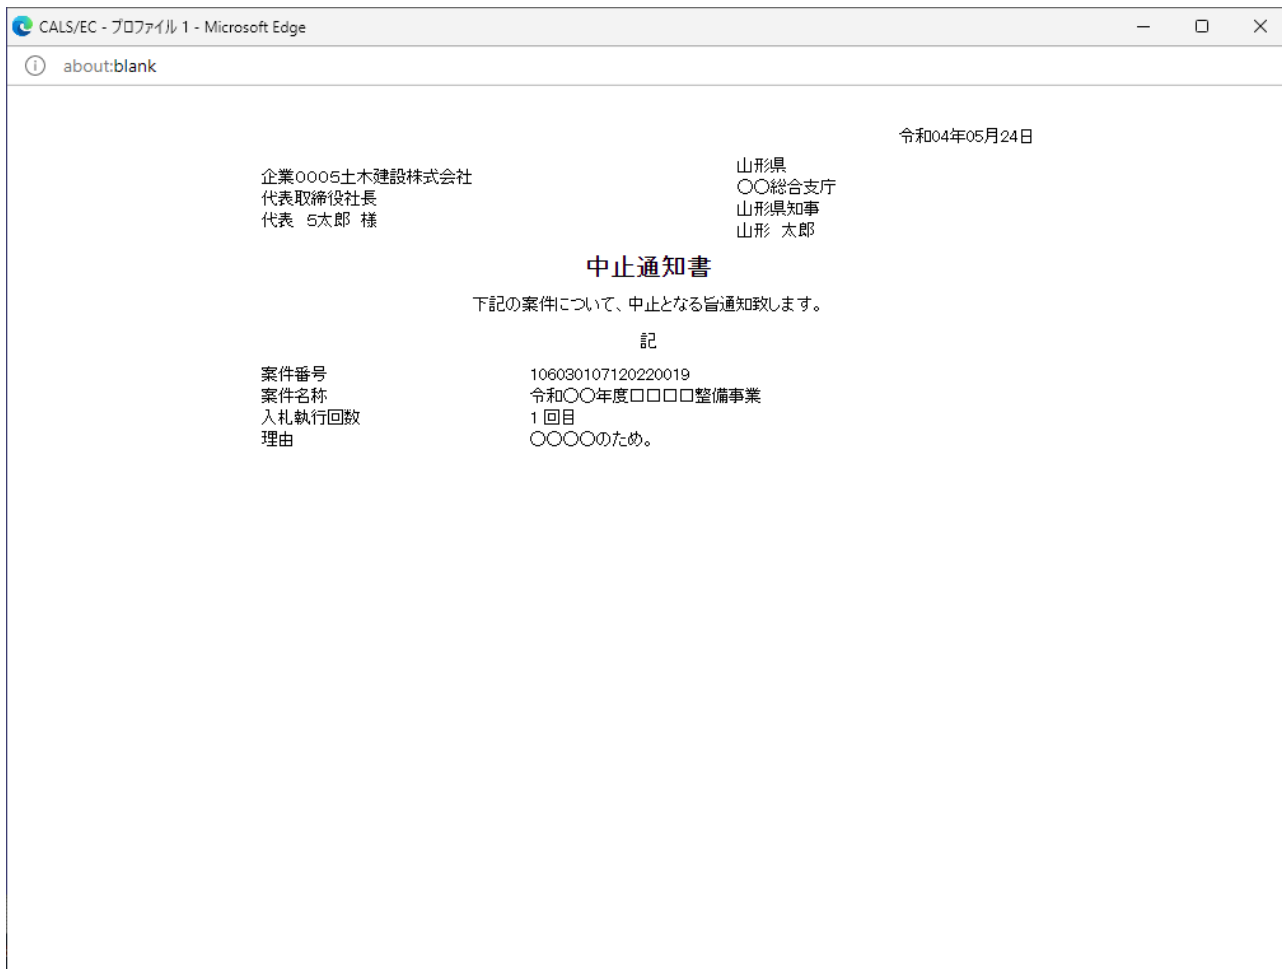 CALS/EC - プロファイル 1 - Microsoft Edge
about:blank
令和04年05月24日
企業0005土木建設株式会社
代表取締役社長
代表 5太郎 様
山形県
〇〇総合支庁
山形県知事
山形 太郎
中止通知書
下記の案件について、中止となる旨通知致します。
記
案件番号 106030107120220019
案件名称 令和〇〇年度□□□□整備事業
入札執行回数 1 回目
理由 〇〇〇〇のため。